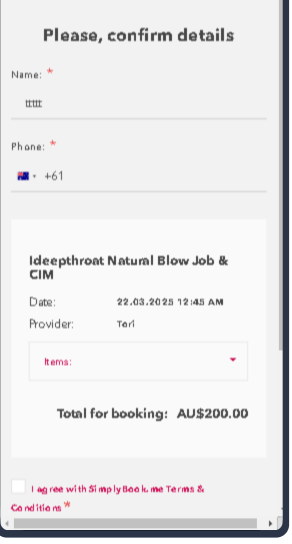 Please, confirm details
Name: *
ttttt
Phone: *
+61
Ideepthroat Natural Blow Job &
CIM
Date: 22.03.2025 12:45 AM
Provider: Tori
Items:
Total for booking: AU$200.00
I agree with SimplyBook.me Terms &
Conditions *